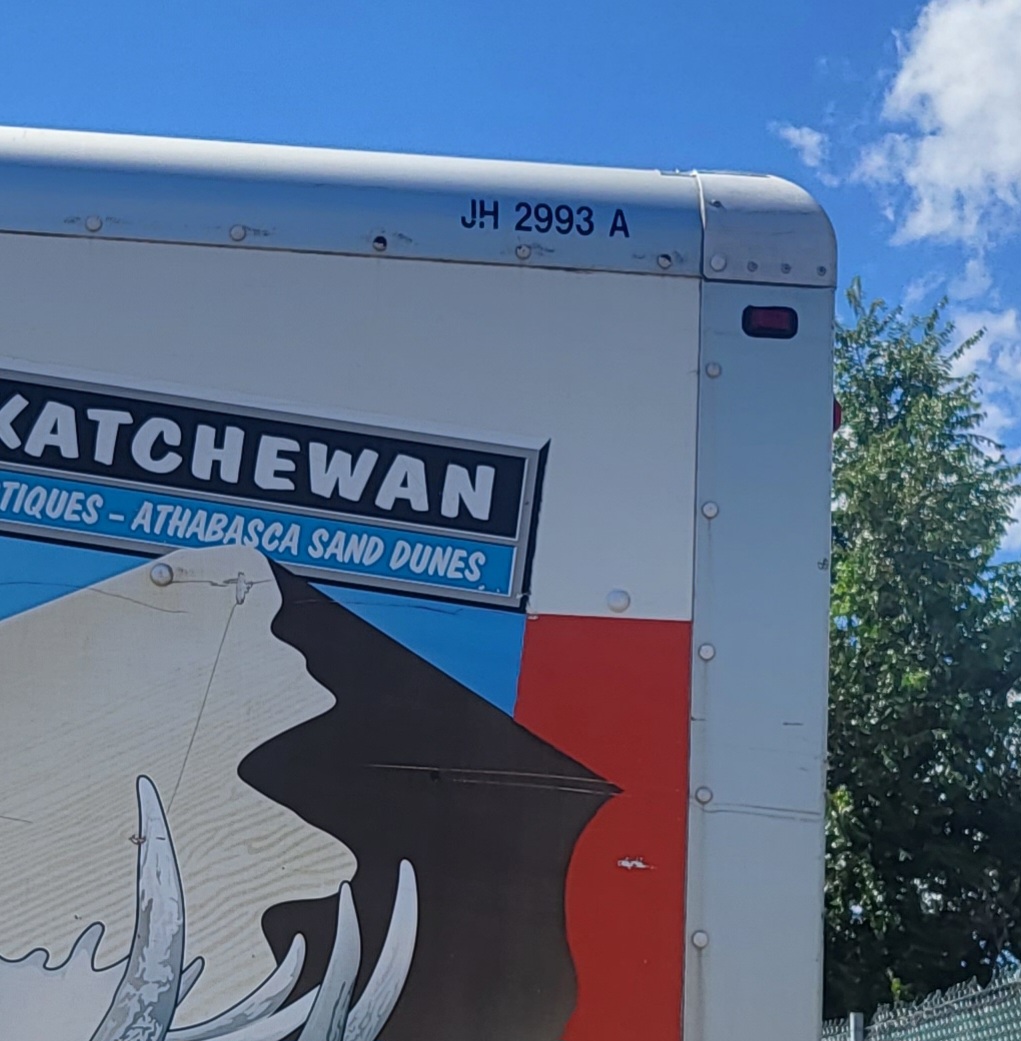 JH 2993 A
KATCHEWAN
TIQUES – ATHABASCA SAND DUNES